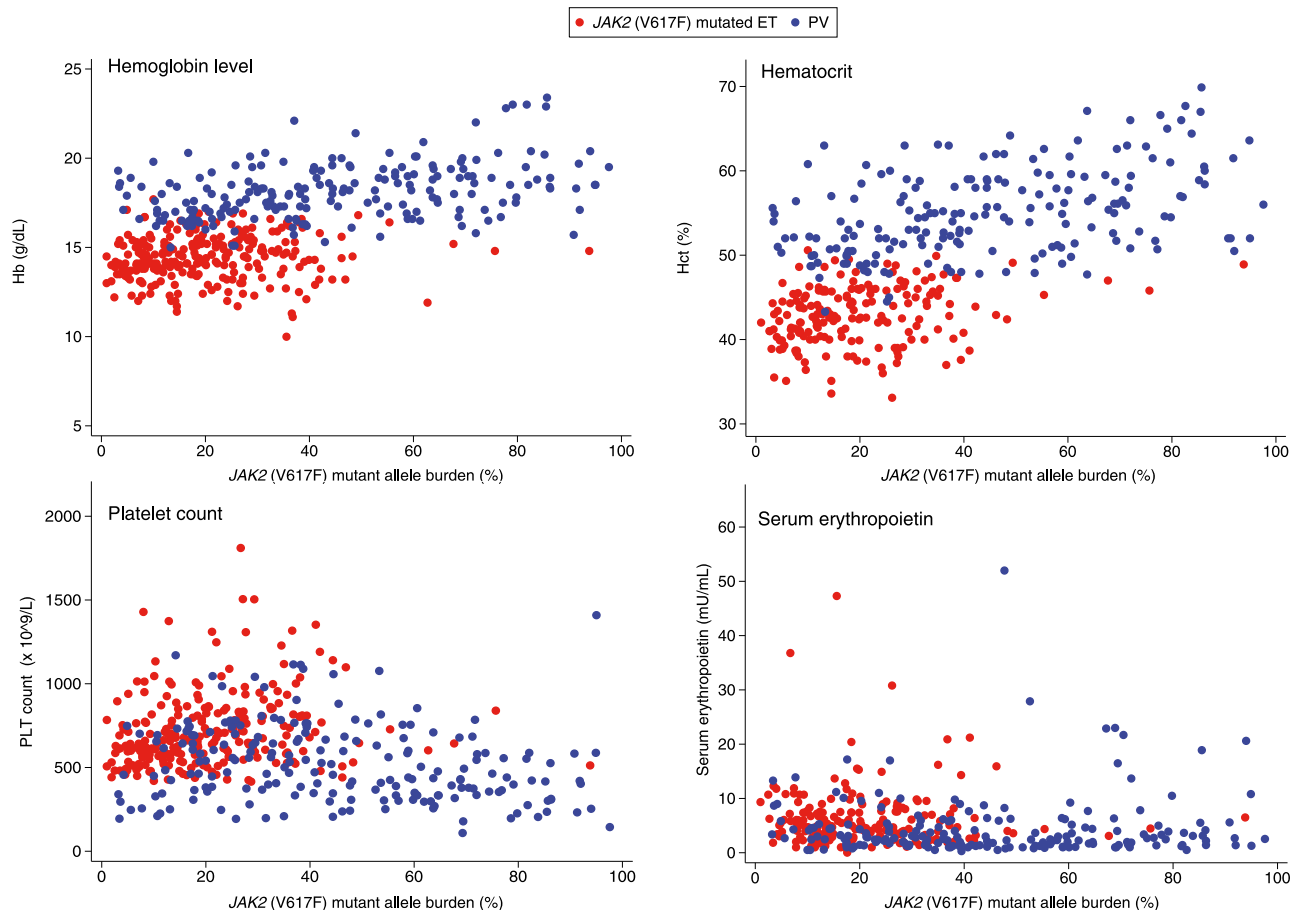 JAK2 (V617F) mutated ET PV
Hemoglobin level
25
20
15
10
5
Hb (g/dL)
0 20 40 60 80 100
JAK2 (V617F) mutant allele burden (%)
Hematocrit
70
60
50
40
30
Hct (%)
0 20 40 60 80 100
JAK2 (V617F) mutant allele burden (%)
Platelet count
2000
1500
1000
500
0
PLT count (x 10^9/L)
0 20 40 60 80 100
JAK2 (V617F) mutant allele burden (%)
Serum erythropoietin
60
50
40
30
20
10
0
Serum erythropoietin (mU/mL)
0 20 40 60 80 100
JAK2 (V617F) mutant allele burden (%)